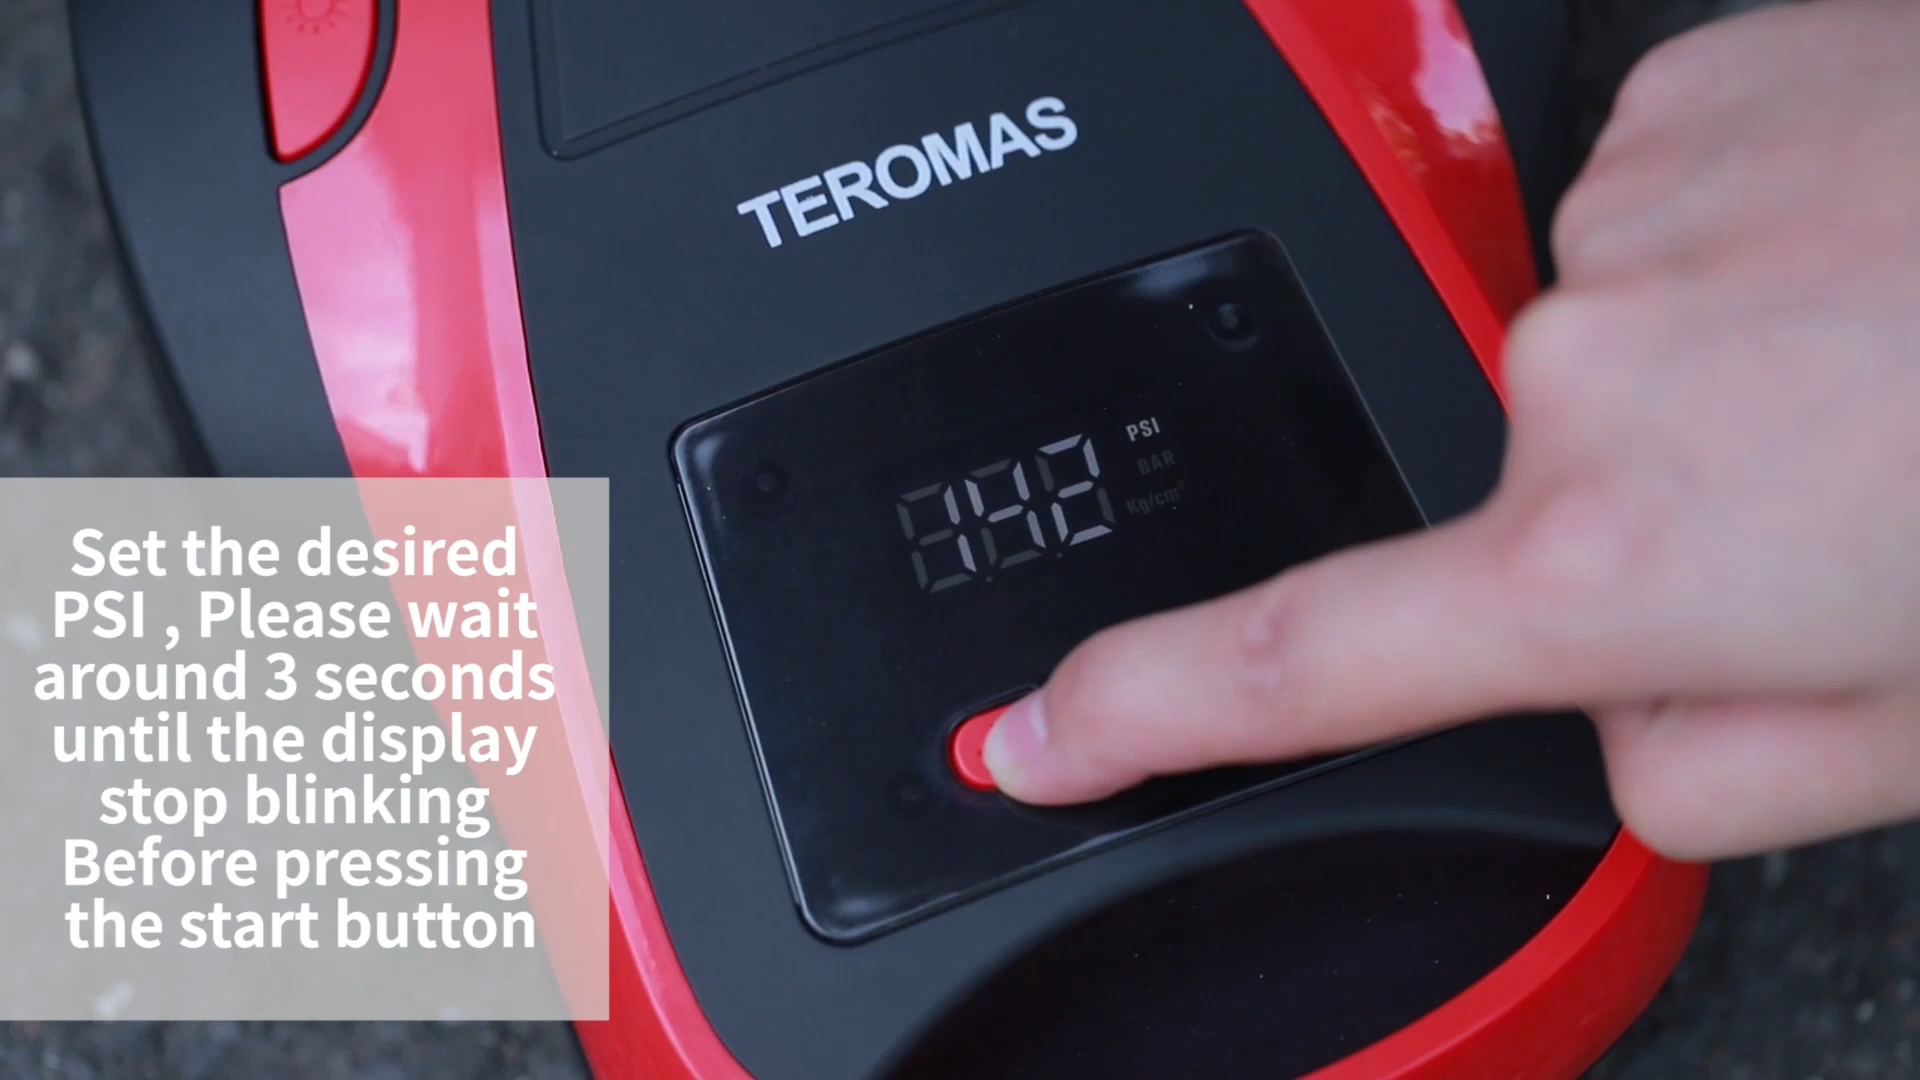 TEROMAS
142
PSI
BAR
Kg/cm²
Set the desired
PSI , Please wait
around 3 seconds
until the display
stop blinking
Before pressing
the start button